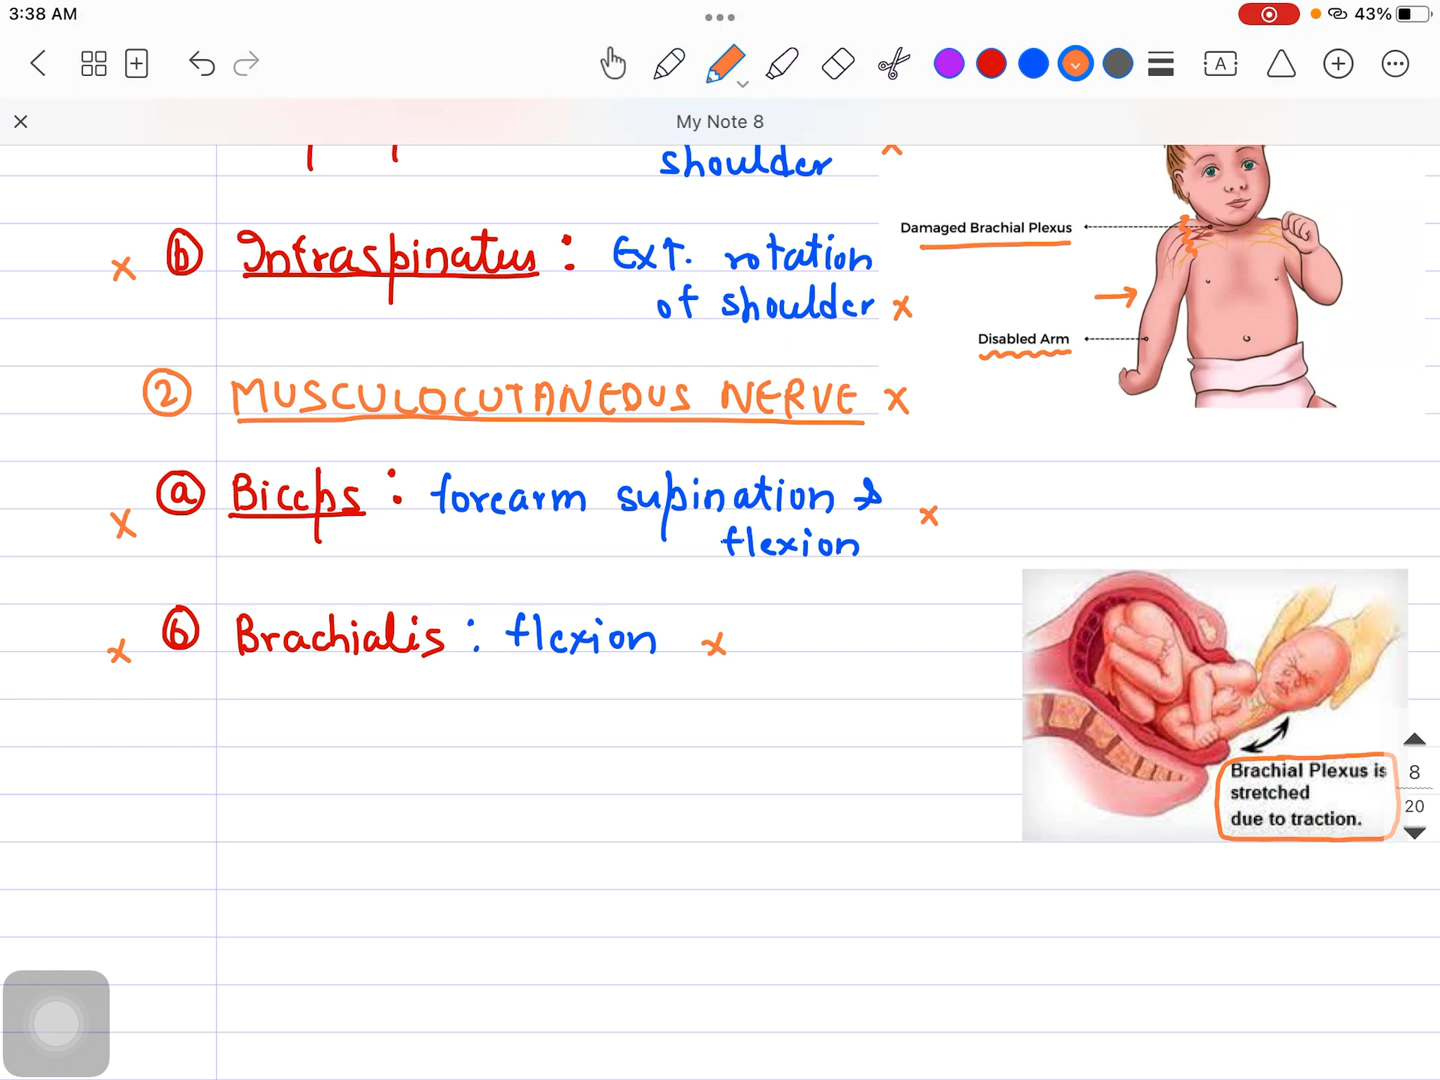 3:38 AM
43%
A
My Note 8
shoulder x
x b Infraspinatus : Ext. rotation
of shoulder x
Damaged Brachial Plexus
Disabled Arm
2 MUSCULOCUTANEOUS NERVE x
x a Biceps : forearm supination & x
flexion
x b Brachialis : flexion x
Brachial Plexus is
stretched
due to traction.
8
20